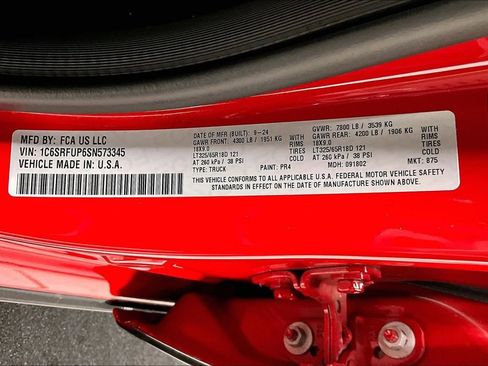 MFD BY: FCA US LLC
VIN: 1C6SRFUP6SN573345
VEHICLE MADE IN: U.S.A.
DATE OF MFR (BUILT): 9-24
GAWR FRONT: 4300 LB / 1951 KG WITH
18X9.0 RIMS
LT325/65R18D 121 TIRES
AT 260 kPa / 38 PSI COLD
TYPE: TRUCK PAINT: PR4
GVWR: 7800 LB / 3539 KG
GAWR REAR: 4200 LB / 1906 KG WITH
18X9.0 RIMS
LT325/65R18D 121 TIRES
AT 260 kPa / 38 PSI COLD
MDH: 091802 MKT: 875
THIS VEHICLE CONFORMS TO ALL APPLICABLE U.S.A. FEDERAL MOTOR VEHICLE SAFETY
STANDARDS IN EFFECT ON THE DATE OF MANUFACTURE SHOWN ABOVE.